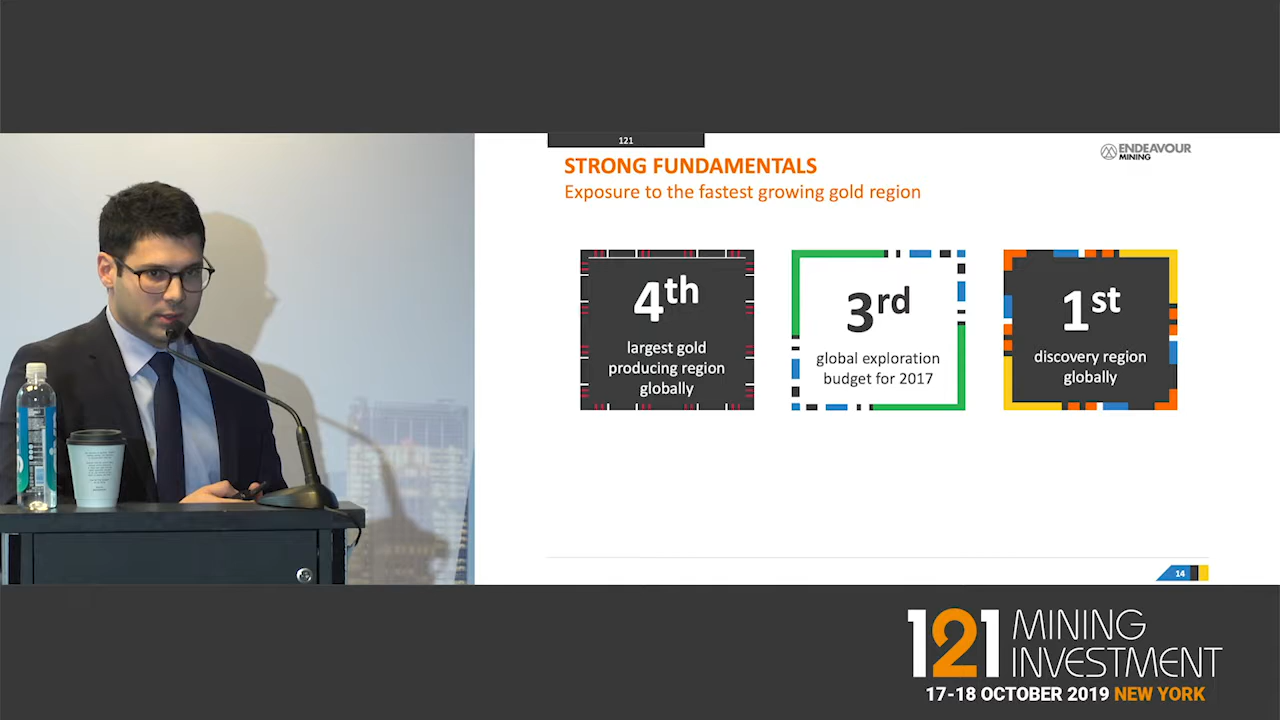 121
ENDEAVOUR
MINING
STRONG FUNDAMENTALS
Exposure to the fastest growing gold region
4th
largest gold
producing region
globally
3rd
global exploration
budget for 2017
1st
discovery region
globally
14
121 MINING
INVESTMENT
17-18 OCTOBER 2019 NEW YORK